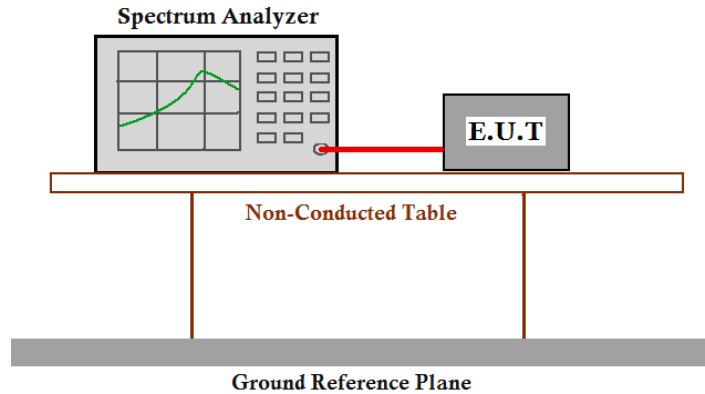 Spectrum Analyzer
E.U.T
Non-Conducted Table
Ground Reference Plane